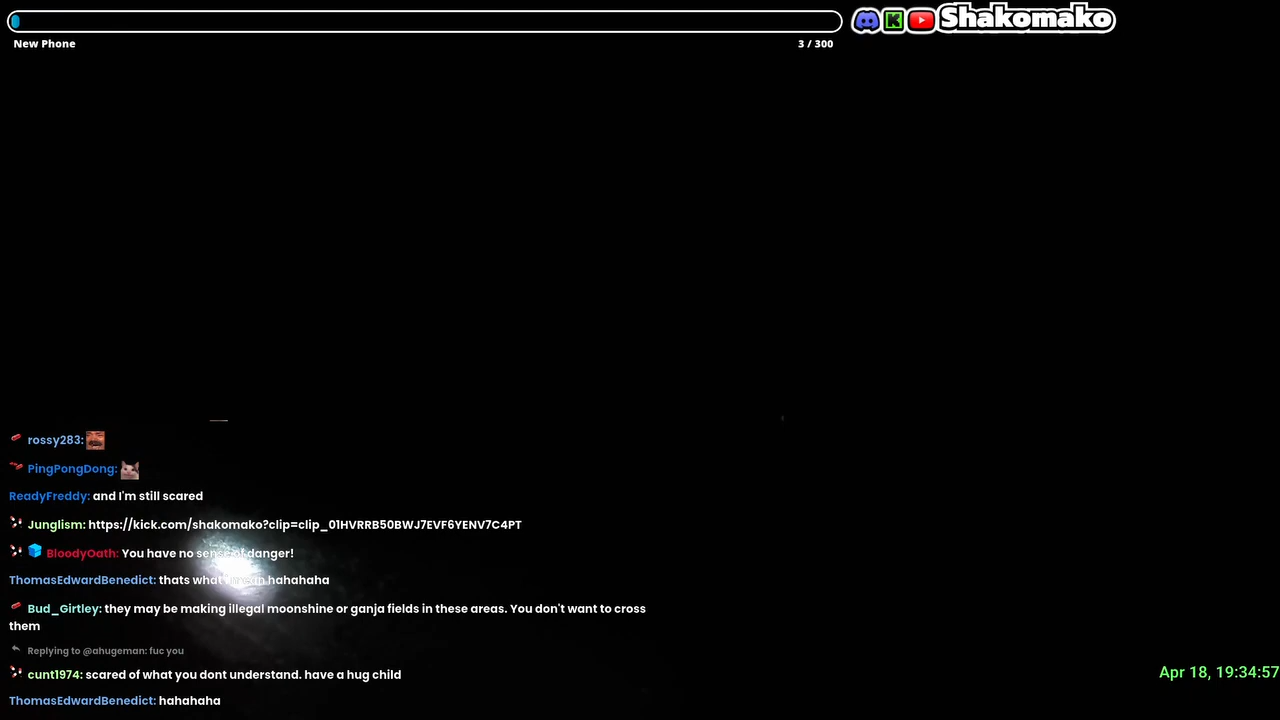 Shakomako
New Phone
3 / 300
rossy283:
PingPongDong:
ReadyFreddy: and I'm still scared
Junglism: https://kick.com/shakomako?clip=clip_01HVRRB50BWJ7EVF6YENV7C4PT
BloodyOath: You have no sense of danger!
ThomasEdwardBenedict: thats what hahahaha
Bud_Girtley: they may be making illegal moonshine or ganja fields in these areas. You don't want to cross
them
Replying to @ahugeman: fuc you
cunt1974: scared of what you dont understand. have a hug child
Apr 18, 19:34:57
ThomasEdwardBenedict: hahahaha